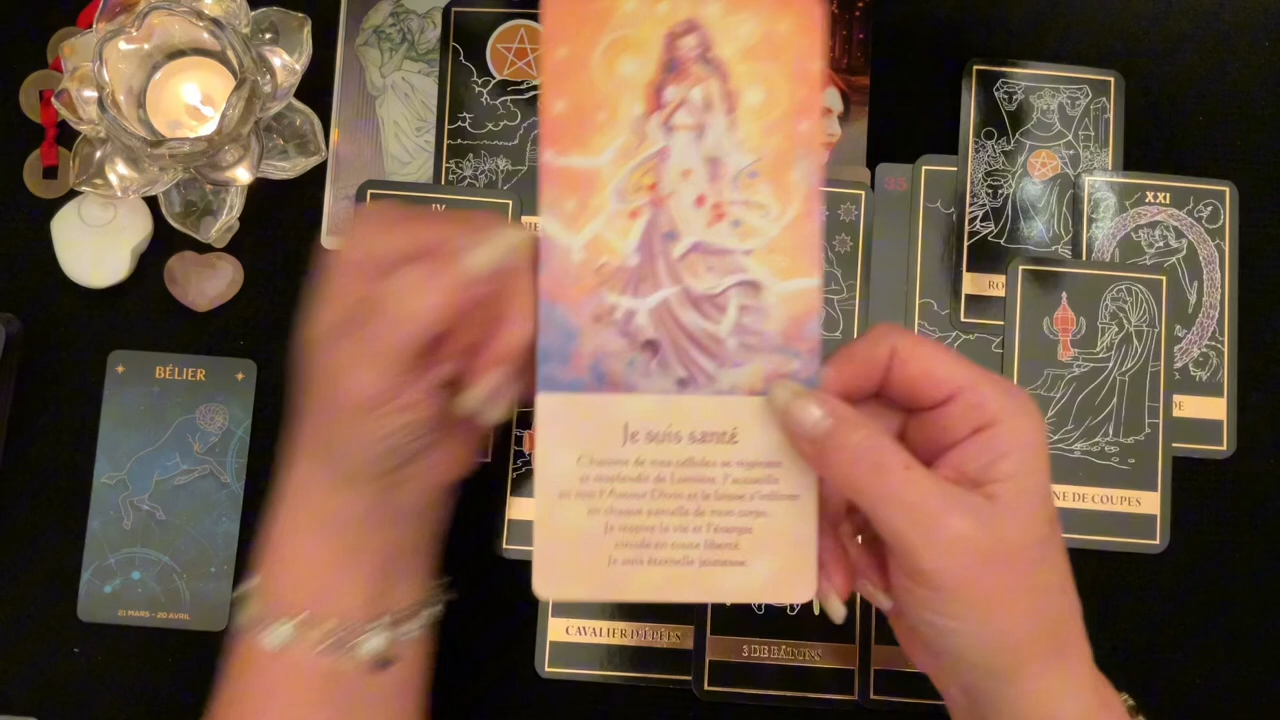 BÉLIER
21 MARS - 20 AVRIL
IV
35
XXI
RO
DE
NE DE COUPES
Je suis santé
Chacune de mes cellules se régénère
et resplendit de Lumière. J'accueille
en moi l'Amour Divin et le laisse s'infuser
en chaque parcelle de mon corps.
Je respire la vie et l'énergie
circule en toute liberté.
Je suis éternelle jeunesse.
CAVALIER D'ÉPÉES
3 DE BÂTONS